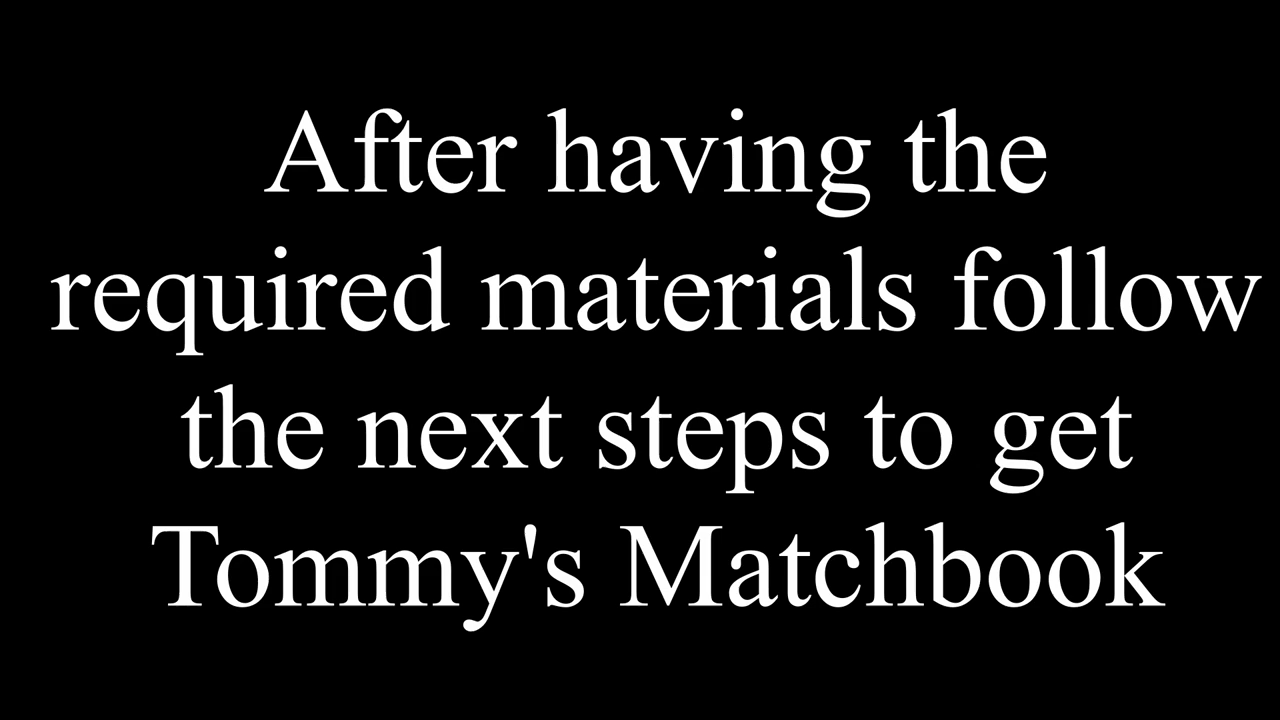 After having the
required materials follow
the next steps to get
Tommy's Matchbook